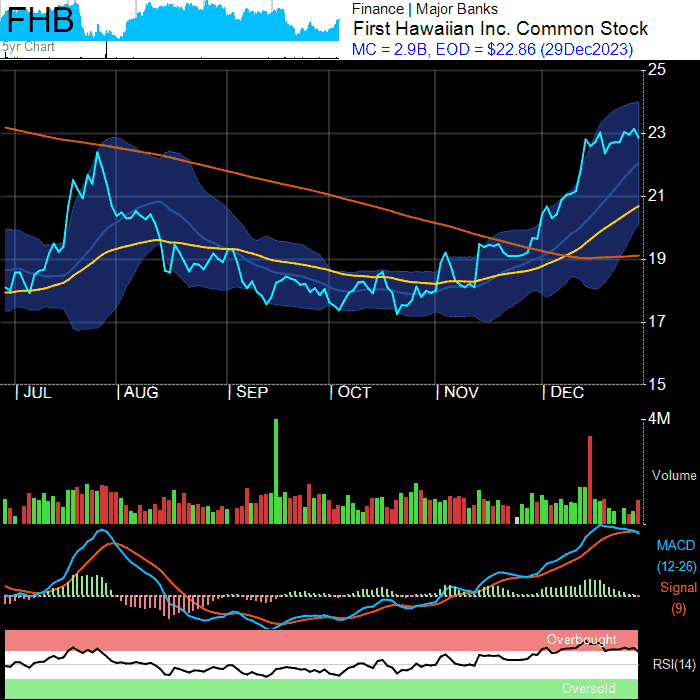 FHB
5yr Chart
Finance | Major Banks
First Hawaiian Inc. Common Stock
MC = 2.9B, EOD = $22.86 (29Dec2023)
25
23
21
19
17
15
| JUL | AUG | SEP | OCT | NOV | DEC
4M
Volume
MACD
(12-26)
Signal
(9)
Overbought
RSI(14)
Oversold